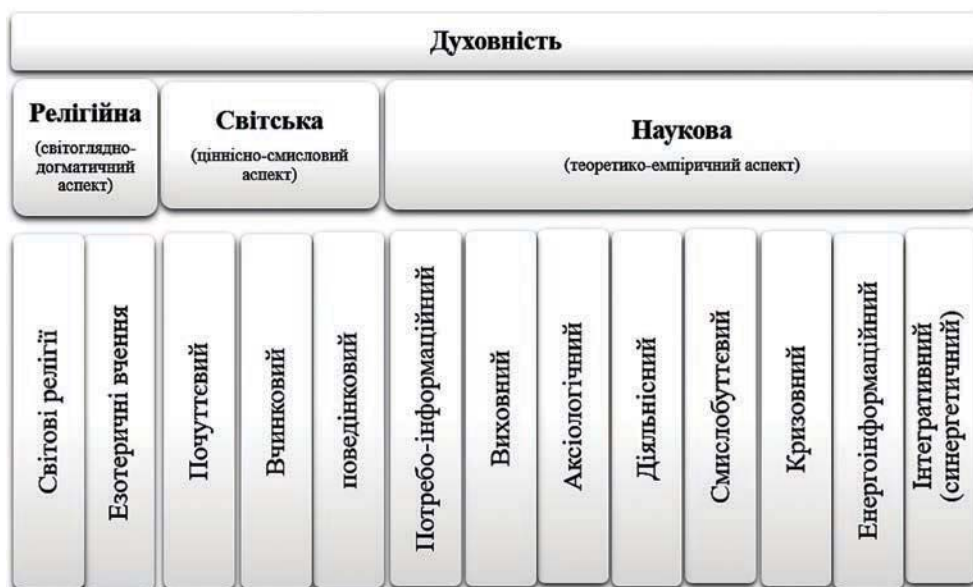 Духовність
Релігійна
(світоглядно-
догматичний
аспект)
Світська
(ціннісно-смисловий
аспект)
Наукова
(теоретико-емпіричний аспект)
Світові релігії
Езотеричні вчення
Почуттєвий
Вчинковий
поведінковий
Потребо-інформаційний
Виховний
Аксіологічний
Діяльнісний
Смислобуттєвий
Кризовний
Енергоінформаційний
Інтегративний
(синергетичний)